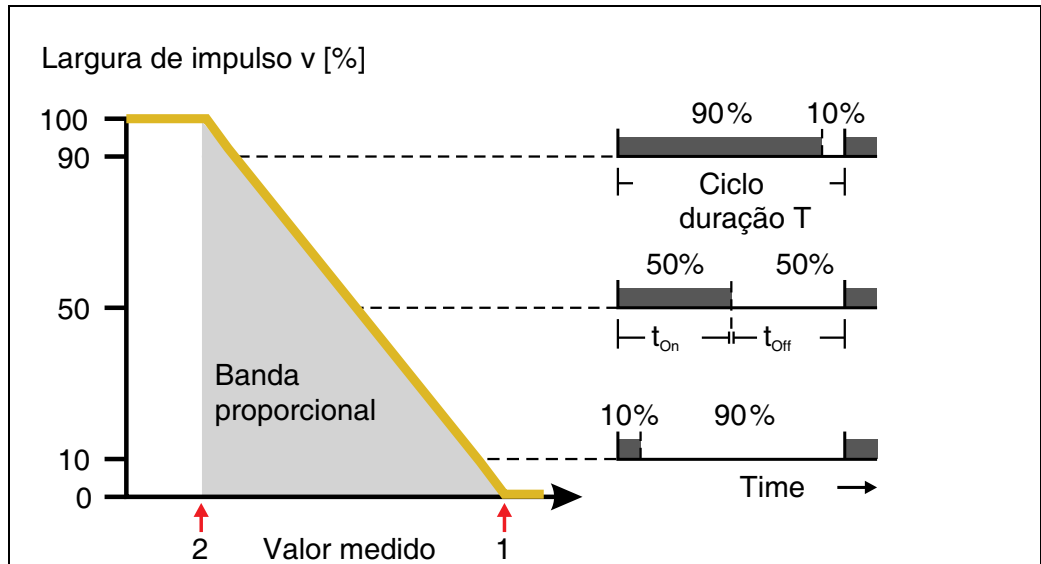 Largura de impulso v [%]
100
90
50
10
0
Banda
proporcional
2 Valor medido 1
90% 10%
Ciclo
duração T
50% 50%
tOn tOff
10% 90%
Time